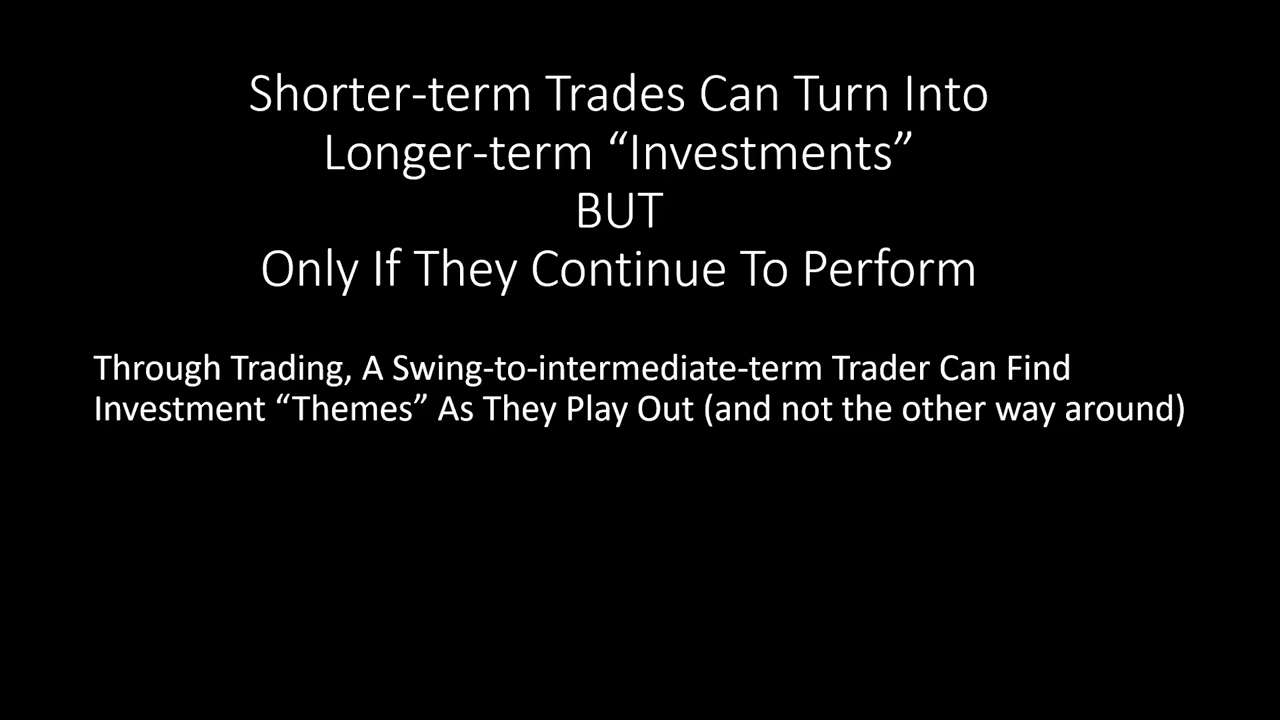 Shorter-term Trades Can Turn Into
Longer-term “Investments”
BUT
Only If They Continue To Perform
Through Trading, A Swing-to-intermediate-term Trader Can Find
Investment “Themes” As They Play Out (and not the other way around)